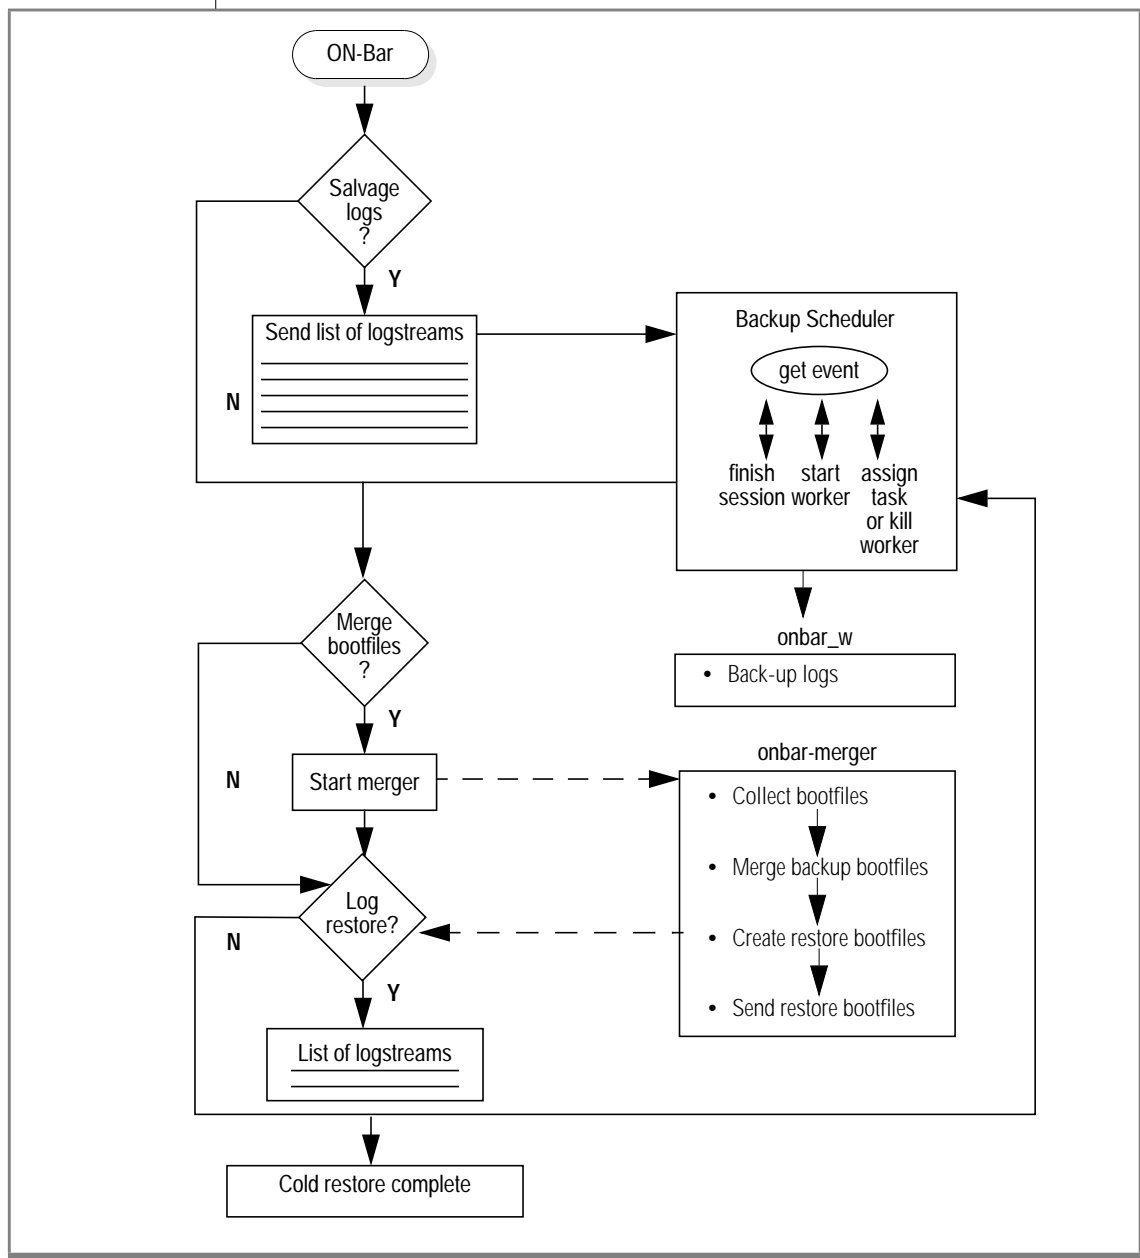 ON-Bar
Salvage
logs
?
Y
Send list of logstreams
N
Backup Scheduler
get event
finish
session
start
worker
assign
task
or kill
worker
onbar_w
• Back-up logs
Merge
bootfiles
?
Y
N
Start merger
onbar-merger
• Collect bootfiles
• Merge backup bootfiles
• Create restore bootfiles
• Send restore bootfiles
Log
restore?
N
Y
List of logstreams
Cold restore complete